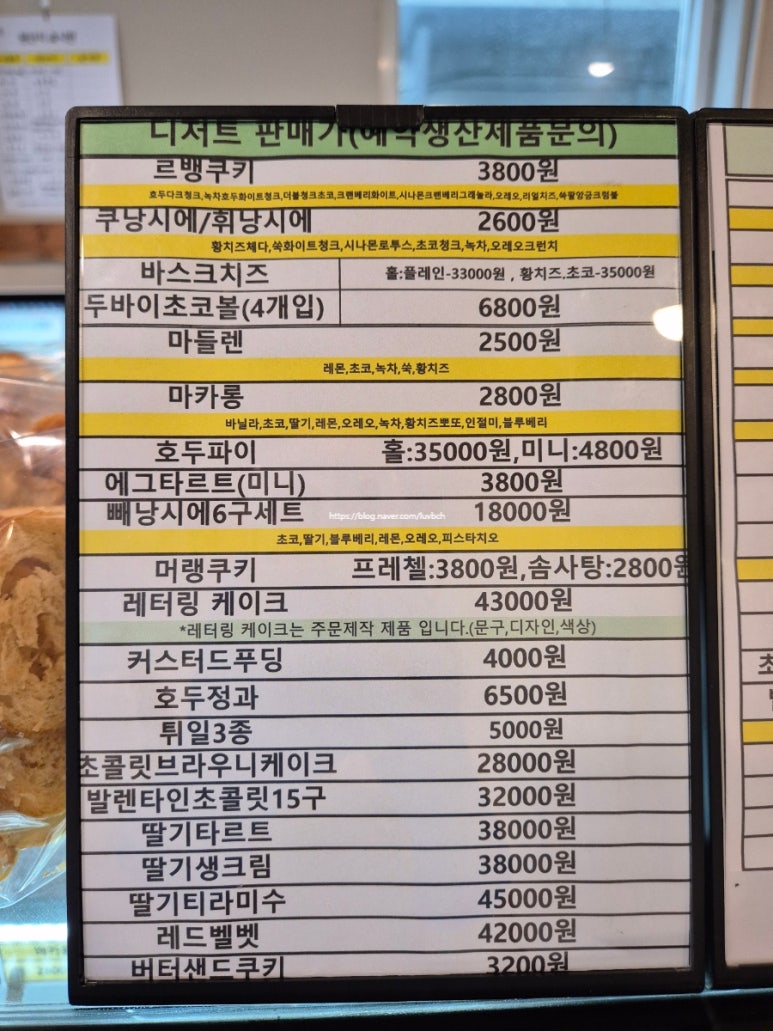 디저트 판매가(예약생산제품문의)
르뱅쿠키 3800원
호두다크청크,녹차호두화이트청크,더블청크초코,크랜베리화이트,시나몬크랜베리그래놀라,오레오,리얼치즈,쑥팥앙금크럼블
쿠낭시에/휘낭시에 2600원
황치즈체다,쑥화이트청크,시나몬로투스,초코청크,녹차,오레오크런치
바스크치즈 홀:플레인-33000원 , 황치즈.초코-35000원
두바이초코볼(4개입) 6800원
마들렌 2500원
레몬,초코,녹차,쑥,황치즈
마카롱 2800원
바닐라,초코,딸기,레몬,오레오,녹차,황치즈뽀또,인절미,블루베리
호두파이 홀:35000원,미니:4800원
에그타르트(미니) 3800원
빼낭시에6구세트 18000원
https://blog.naver.com/luvbch
초코,딸기,블루베리,레몬,오레오,피스타치오
머랭쿠키 프레첼:3800원,솜사탕:2800원
레터링 케이크 43000원
*레터링 케이크는 주문제작 제품 입니다.(문구,디자인,색상)
커스터드푸딩 4000원
호두정과 6500원
튀일3종 5000원
초콜릿브라우니케이크 28000원
발렌타인초콜릿15구 32000원
딸기타르트 38000원
딸기생크림 38000원
딸기티라미수 45000원
레드벨벳 42000원
버터샌드쿠키 3200원